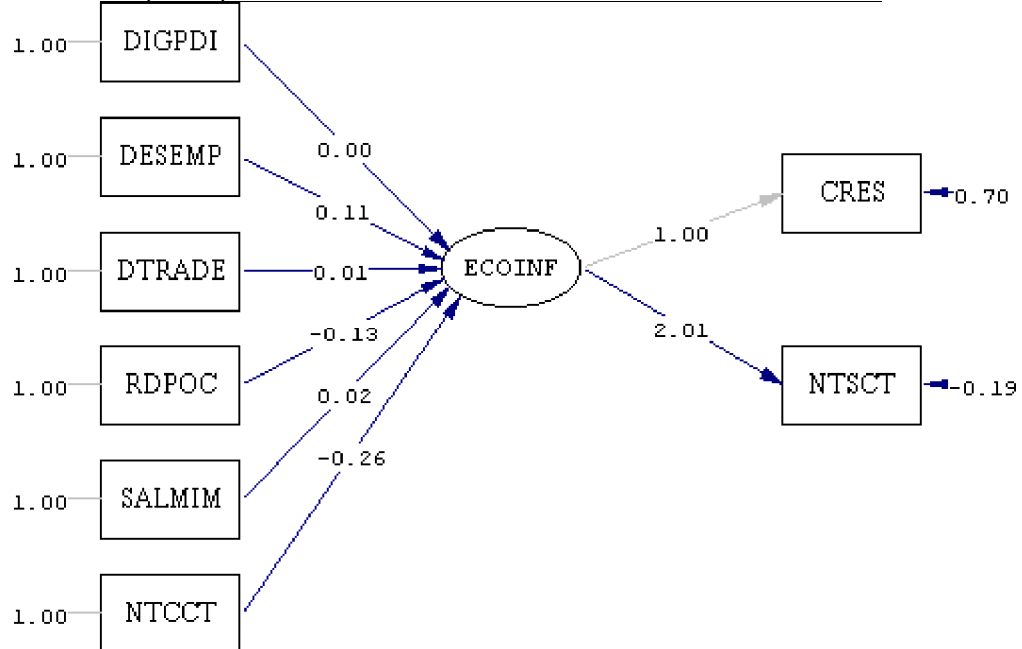 1.00 DIGPDI
0.00
1.00 DESEMP
0.11
1.00 DTRADE
0.01
1.00 RDPOC
-0.13
1.00 SALMIM
0.02
1.00 NTCCT
-0.26
ECOINF
1.00
CRES 0.70
2.01
NTSCT -0.19